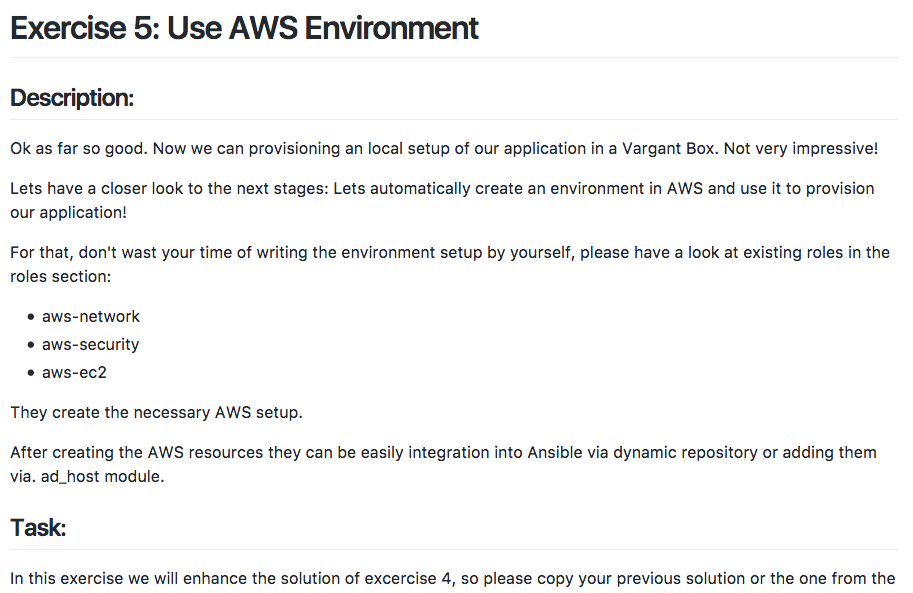 Exercise 5: Use AWS Environment
Description:
Ok as far so good. Now we can provisioning an local setup of our application in a Vargant Box. Not very impressive!
Lets have a closer look to the next stages: Lets automatically create an environment in AWS and use it to provision
our application!
For that, don't wast your time of writing the environment setup by yourself, please have a look at existing roles in the
roles section:
• aws-network
• aws-security
• aws-ec2
They create the necessary AWS setup.
After creating the AWS resources they can be easily integration into Ansible via dynamic repository or adding them
via. ad_host module.
Task:
In this exercise we will enhance the solution of excercise 4, so please copy your previous solution or the one from the